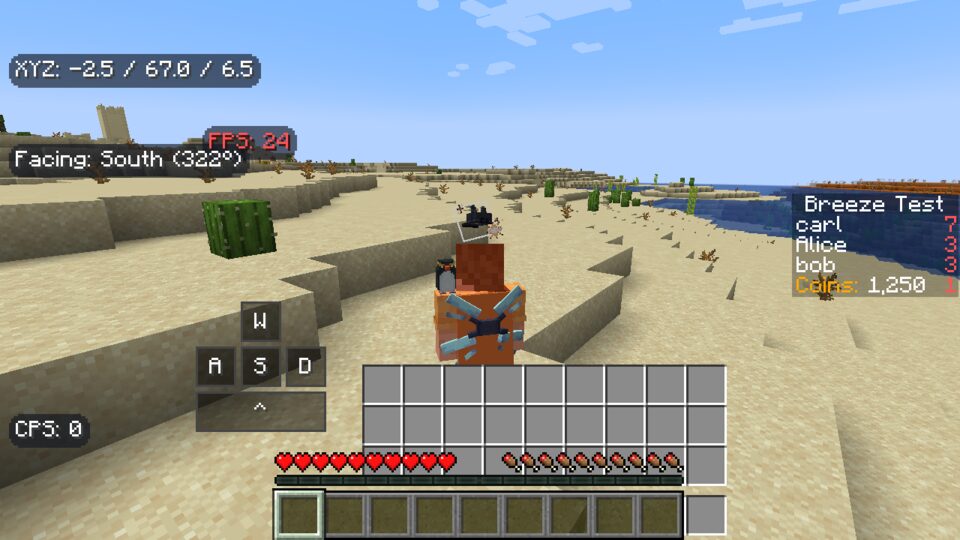 XYZ: -2.5 / 67.0 / 6.5
FPS: 24
Facing: South (322°)
Breeze Test
carl 7
Alice 3
bob 3
Coins: 1,250 1
W
A S D
^
CPS: 0